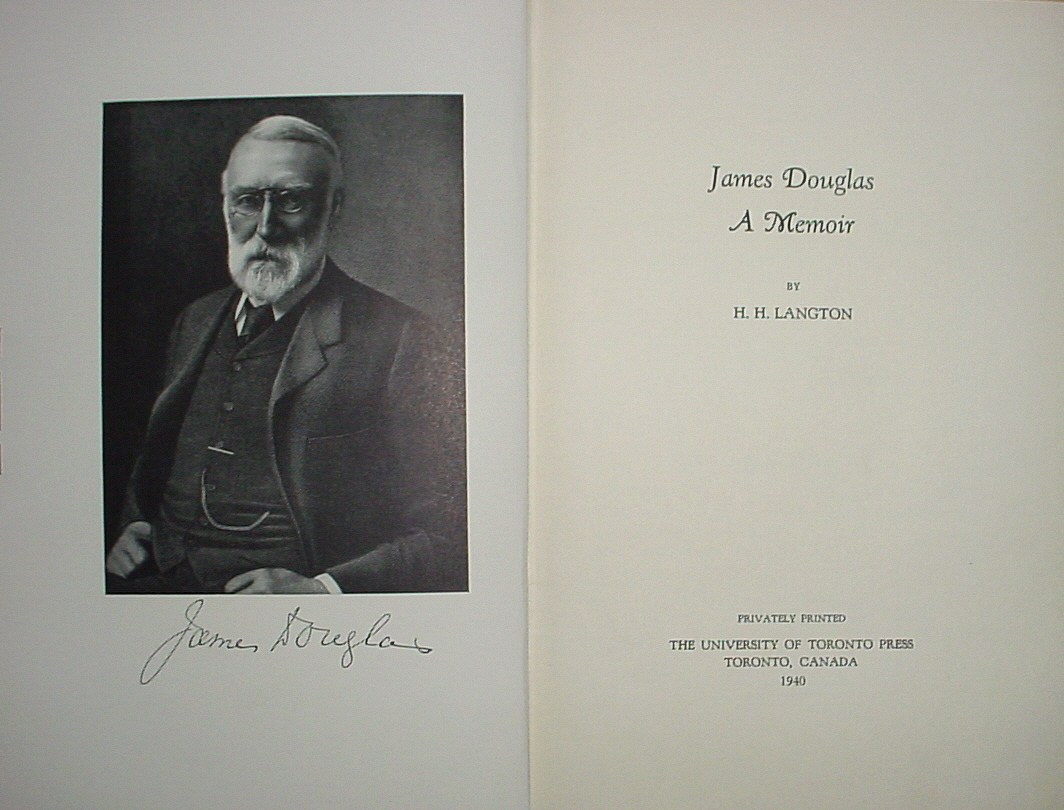 James Douglas
James Douglas
A Memoir
BY
H. H. LANGTON
PRIVATELY PRINTED
THE UNIVERSITY OF TORONTO PRESS
TORONTO, CANADA
1940